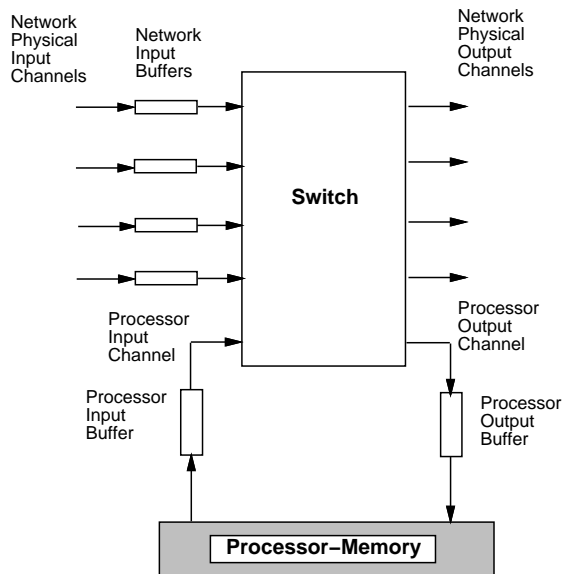 Network
Physical
Input
Channels
Network
Input
Buffers
Network
Physical
Output
Channels
Switch
Processor
Input
Channel
Processor
Output
Channel
Processor
Input
Buffer
Processor
Output
Buffer
Processor–Memory